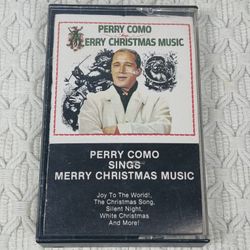 PERRY COMO
MERRY CHRISTMAS MUSIC
PERRY COMO
SINGS
MERRY CHRISTMAS MUSIC
Joy To The World!,
The Christmas Song,
Silent Night,
White Christmas
And More!